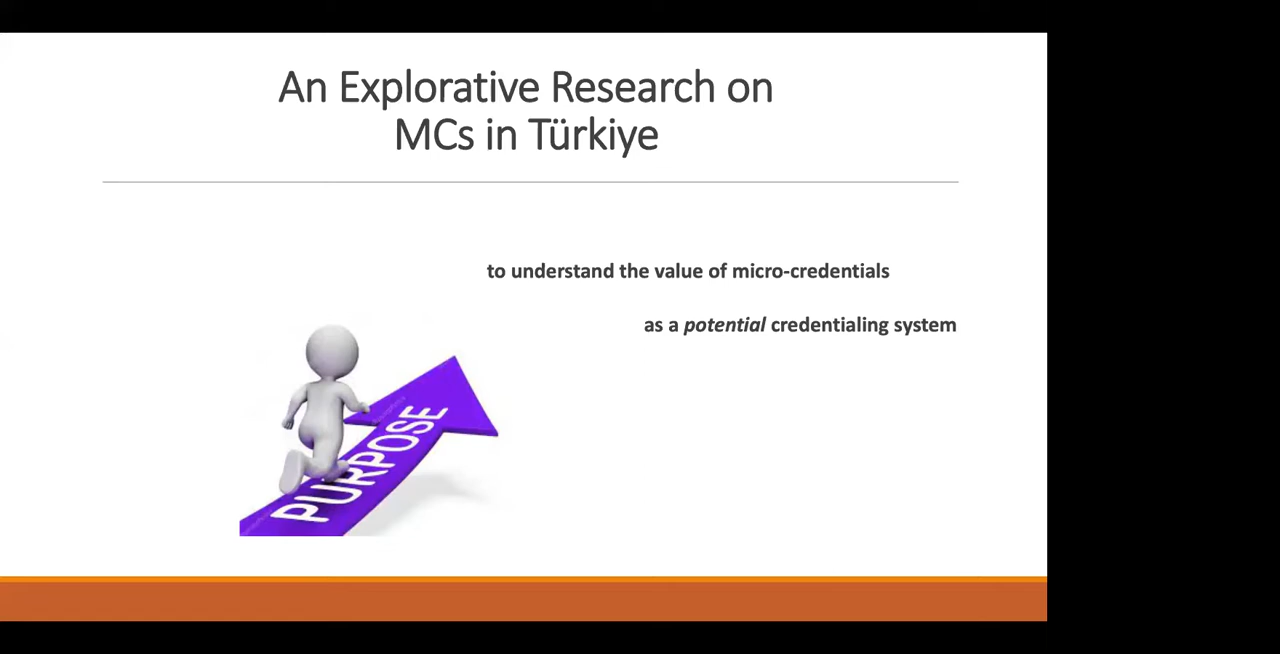 An Explorative Research on
MCs in Türkiye
to understand the value of micro-credentials
as a potential credentialing system
PURPOSE